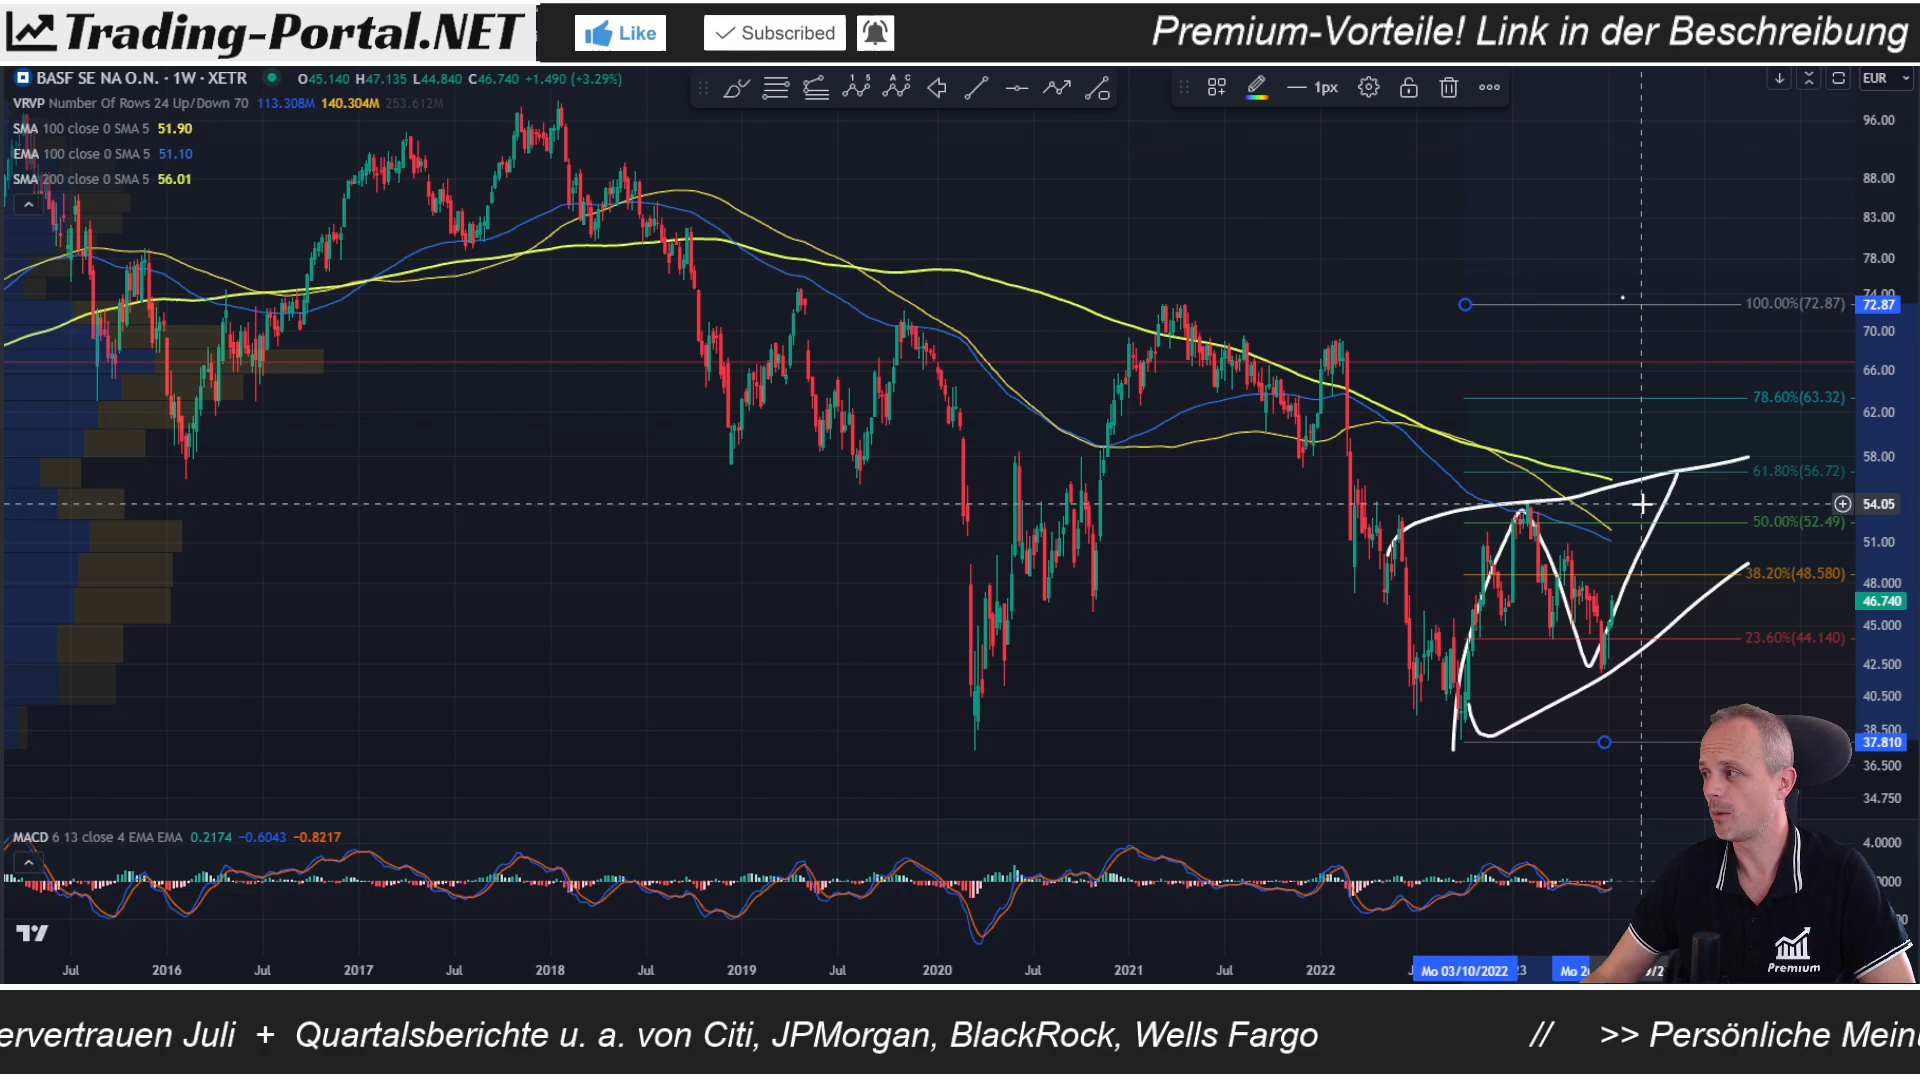 Trading-Portal.NET
Like
Subscribed
Premium-Vorteile! Link in der Beschreibung
BASF SE NA O.N. · 1W · XETR
O45.140 H47.135 L44.840 C46.740 +1.490 (+3.29%)
1px
EUR
VRVP Number Of Rows 24 Up/Down 70 113.308M 140.304M 253.612M
SMA 100 close 0 SMA 5 51.90
EMA 100 close 0 SMA 5 51.10
SMA 200 close 0 SMA 5 56.01
96.00
88.00
83.00
78.00
74.00
100.00%(72.87)
72.87
70.00
66.00
78.60%(63.32)
62.00
58.00
61.80%(56.72)
54.05
50.00%(52.49)
51.00
38.20%(48.580)
48.000
46.740
45.000
23.60%(44.140)
42.500
40.500
38.500
37.810
36.500
34.750
MACD 6 13 close 4 EMA EMA 0.2174 −0.6043 −0.8217
4.0000
Premium
Jul 2016 Jul 2017 Jul 2018 Jul 2019 Jul 2020 Jul 2021 Jul 2022 Mo 03/10/2022
ervertrauen Juli + Quartalsberichte u. a. von Citi, JPMorgan, BlackRock, Wells Fargo // >> Persönliche Meinu